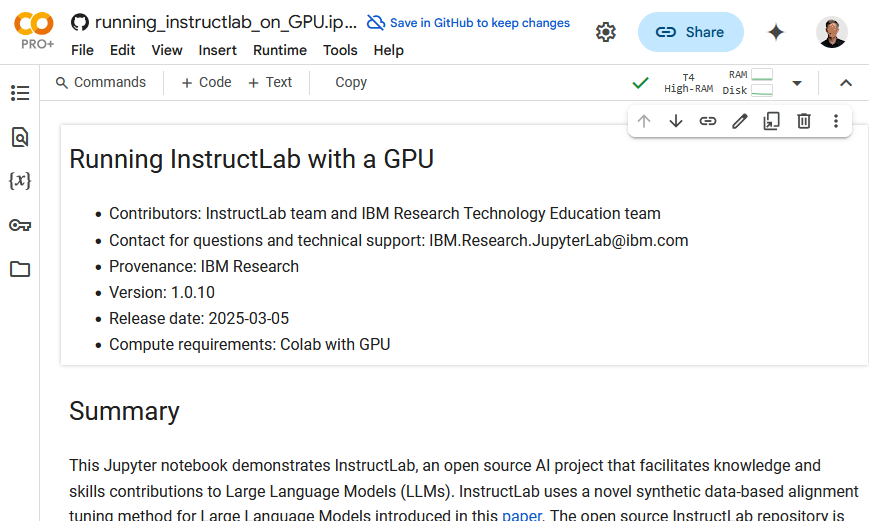 running_instructlab_on_GPU.ip... Save in GitHub to keep changes
Share
PRO+
File Edit View Insert Runtime Tools Help
Commands + Code + Text Copy
T4 High-RAM
RAM
Disk
{x}
Running InstructLab with a GPU
• Contributors: InstructLab team and IBM Research Technology Education team
• Contact for questions and technical support: IBM.Research.JupyterLab@ibm.com
• Provenance: IBM Research
• Version: 1.0.10
• Release date: 2025-03-05
• Compute requirements: Colab with GPU
Summary
This Jupyter notebook demonstrates InstructLab, an open source AI project that facilitates knowledge and
skills contributions to Large Language Models (LLMs). InstructLab uses a novel synthetic data-based alignment
tuning method for Large Language Models introduced in this paper. The open source InstructLab repository is